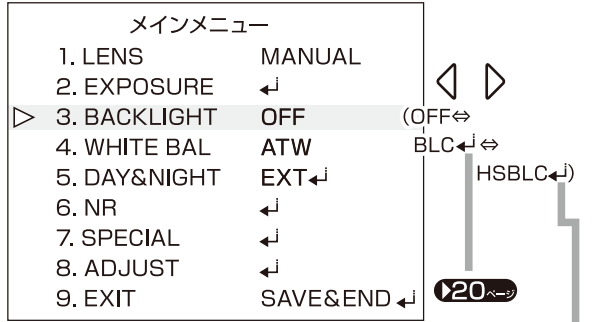 メインメニュー
1. LENS MANUAL
2. EXPOSURE ↲
▷ 3. BACKLIGHT OFF (OFF⇔
4. WHITE BAL ATW BLC↲⇔
5. DAY&NIGHT EXT↲ HSBLC↲)
6. NR ↲
7. SPECIAL ↲
8. ADJUST ↲
9. EXIT SAVE&END↲ ▶20ページ